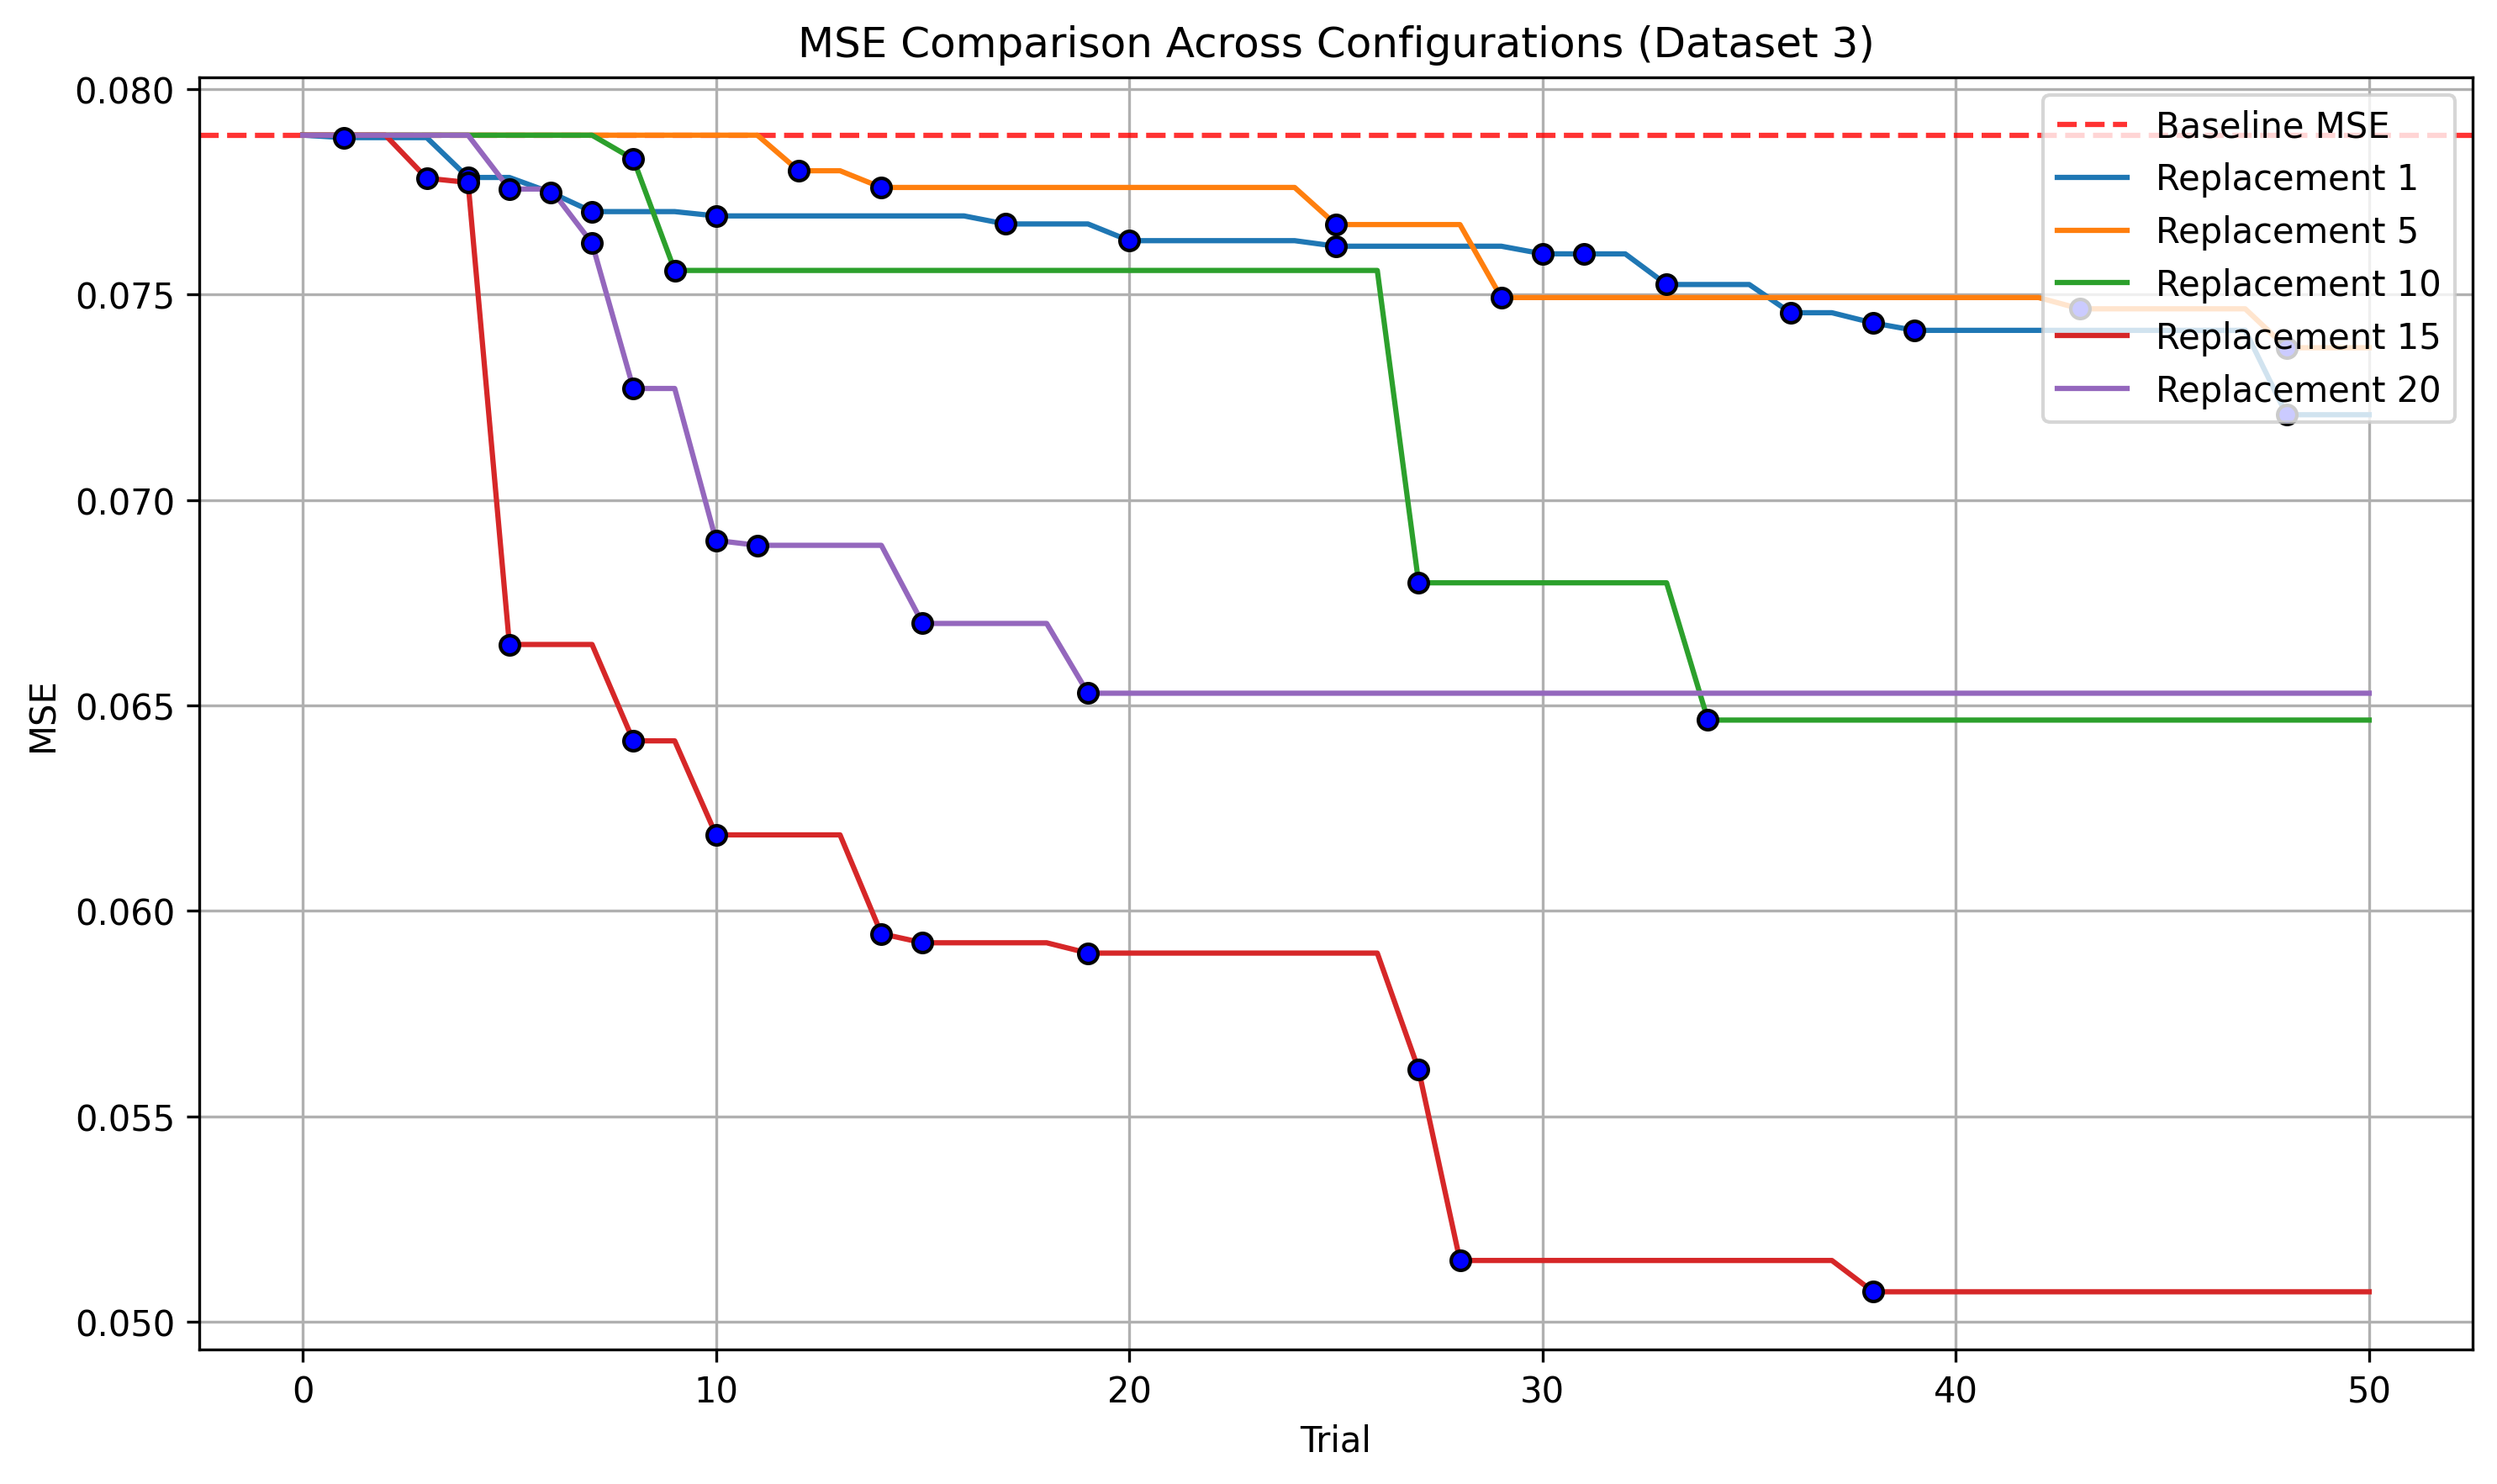 MSE Comparison Across Configurations (Dataset 3)
0.080
0.075
0.070
0.065
0.060
0.055
0.050
MSE
Baseline MSE
Replacement 1
Replacement 5
Replacement 10
Replacement 15
Replacement 20
0 10 20 30 40 50
Trial